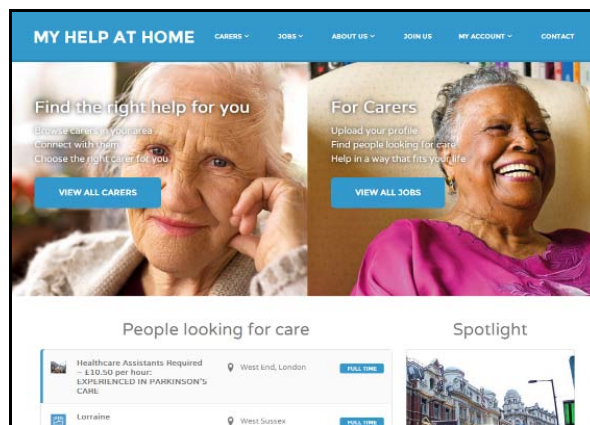 MY HELP AT HOME
CARERS
JOBS
ABOUT US
JOIN US
MY ACCOUNT
CONTACT
Find the right help for you
Browse carers in your area
Connect with them
Choose the right carer for you
VIEW ALL CARERS
For Carers
Upload your profile
Find people looking for care
Help in a way that fits your life
VIEW ALL JOBS
People looking for care
Healthcare Assistants Required
– £10.50 per hour:
EXPERIENCED IN PARKINSON'S
CARE
West End, London
FULL TIME
Lorraine
West Sussex
FULL TIME
Spotlight